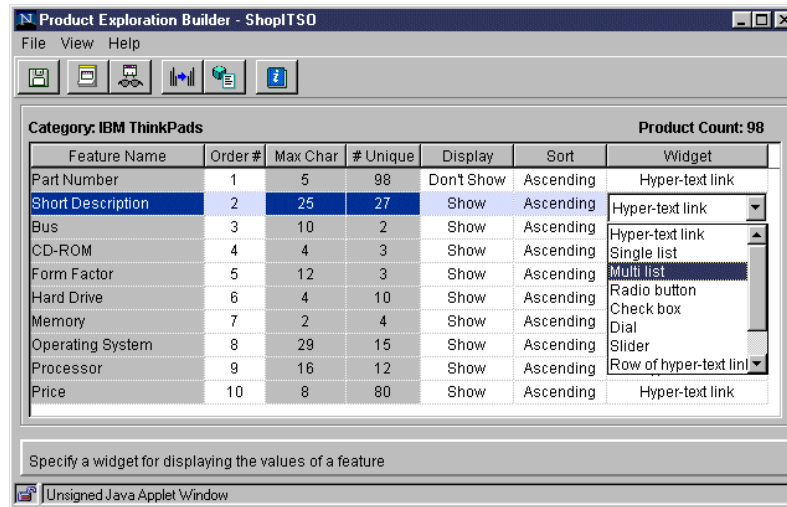 Product Exploration Builder - ShopITSO
File View Help
Category: IBM ThinkPads Product Count: 98
Feature Name Order # Max Char # Unique Display Sort Widget
Part Number 1 5 98 Don't Show Ascending Hyper-text link
Short Description 2 25 27 Show Ascending Hyper-text link
Bus 3 10 2 Show Ascending Hyper-text link
CD-ROM 4 4 3 Show Ascending Single list
Form Factor 5 12 3 Show Ascending Multi list
Hard Drive 6 4 10 Show Ascending Radio button
Memory 7 2 4 Show Ascending Check box
Dial
Operating System 8 29 15 Show Ascending Slider
Processor 9 16 12 Show Ascending Row of hyper-text link
Price 10 8 80 Show Ascending Hyper-text link
Specify a widget for displaying the values of a feature
Unsigned Java Applet Window